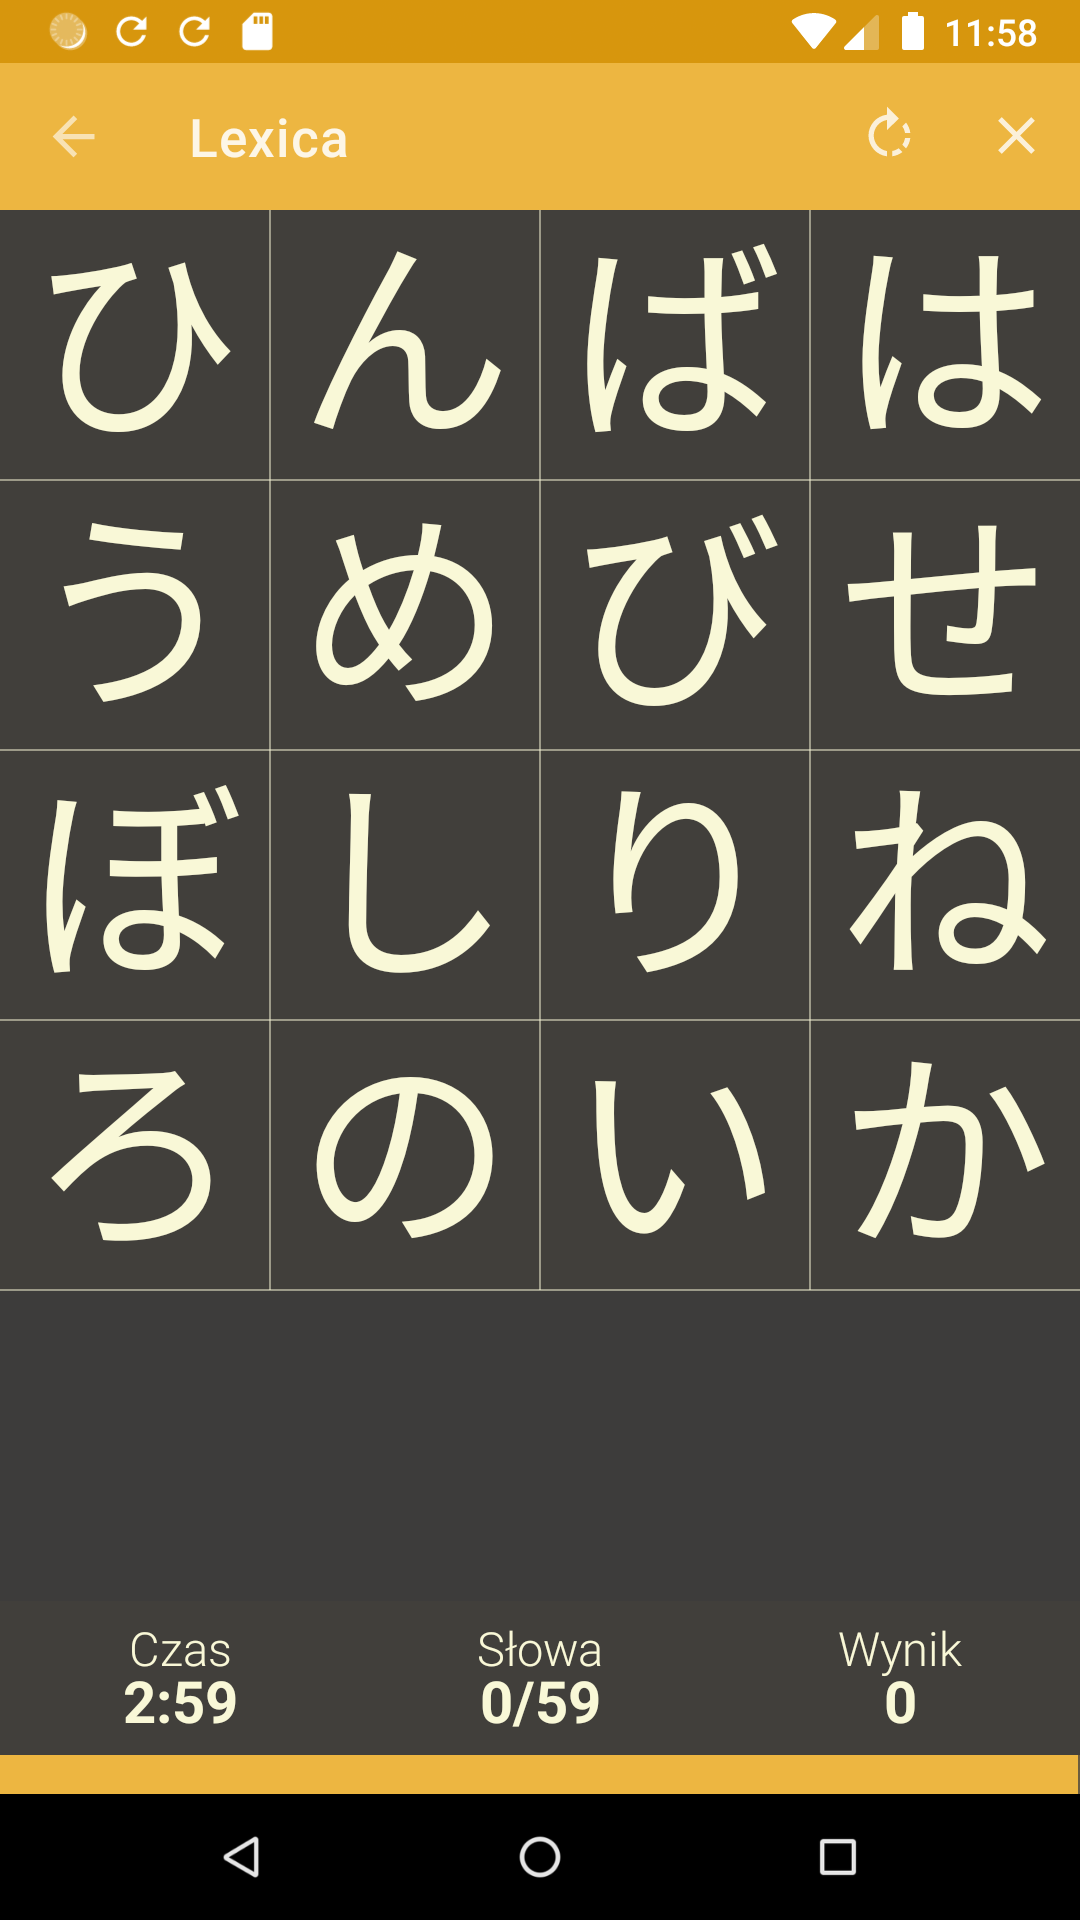 11:58
Lexica
ひ ん ば は
う め び せ
ぼ し り ね
ろ の い か
Czas Słowa Wynik
2:59 0/59 0